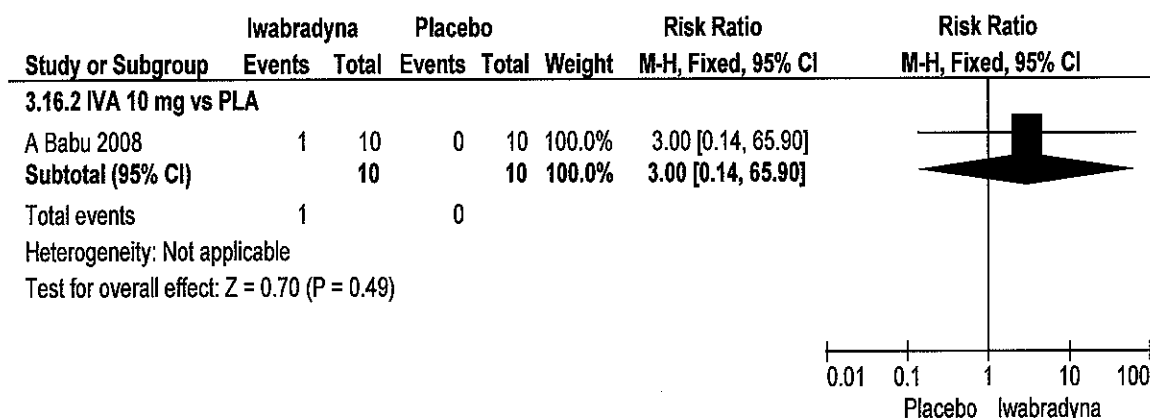 Iwabradyna Placebo Risk Ratio Risk Ratio
Study or Subgroup Events Total Events Total Weight M-H, Fixed, 95% CI M-H, Fixed, 95% CI
3.16.2 IVA 10 mg vs PLA
A Babu 2008 1 10 0 10 100.0% 3.00 [0.14, 65.90]
Subtotal (95% CI) 10 10 100.0% 3.00 [0.14, 65.90]
Total events 1 0
Heterogeneity: Not applicable
Test for overall effect: Z = 0.70 (P = 0.49)
0.01 0.1 1 10 100
Placebo Iwabradyna